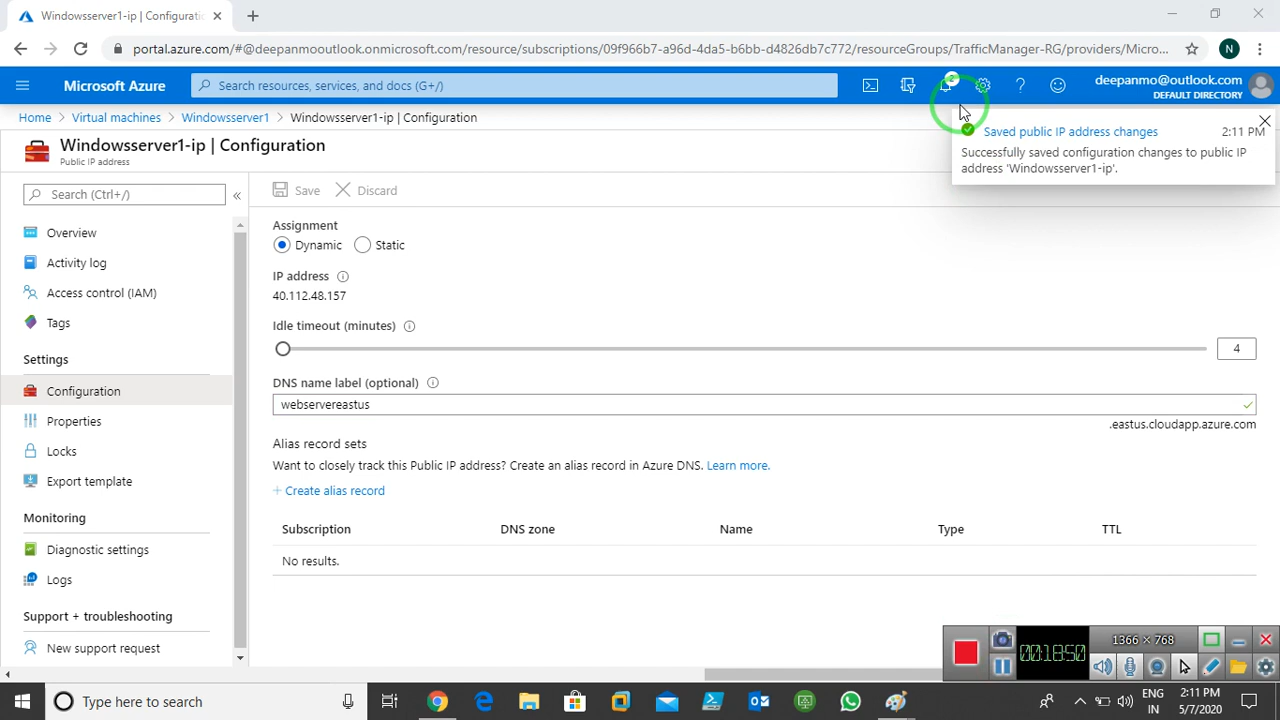 Windowsserver1-ip | Configuratic
portal.azure.com/#@deepanmooutlook.onmicrosoft.com/resource/subscriptions/09f966b7-a96d-4da5-b6bb-d4826db7c772/resourceGroups/TrafficManager-RG/providers/Micro...
N
Microsoft Azure
Search resources, services, and docs (G+/)
deepanmo@outlook.com
DEFAULT DIRECTORY
Home > Virtual machines > Windowsserver1 > Windowsserver1-ip | Configuration
Windowsserver1-ip | Configuration
Public IP address
Saved public IP address changes 2:11 PM
Successfully saved configuration changes to public IP
address 'Windowsserver1-ip'.
Search (Ctrl+/)
«
Overview
Activity log
Access control (IAM)
Tags
Settings
Configuration
Properties
Locks
Export template
Monitoring
Diagnostic settings
Logs
Support + troubleshooting
New support request
Save Discard
Assignment
Dynamic Static
IP address
40.112.48.157
Idle timeout (minutes)
4
DNS name label (optional)
webservereastus
.eastus.cloudapp.azure.com
Alias record sets
Want to closely track this Public IP address? Create an alias record in Azure DNS. Learn more.
+ Create alias record
Subscription DNS zone Name Type TTL
No results.
00:18:50
1366 × 768
Type here to search
ENG
IN
2:11 PM
5/7/2020